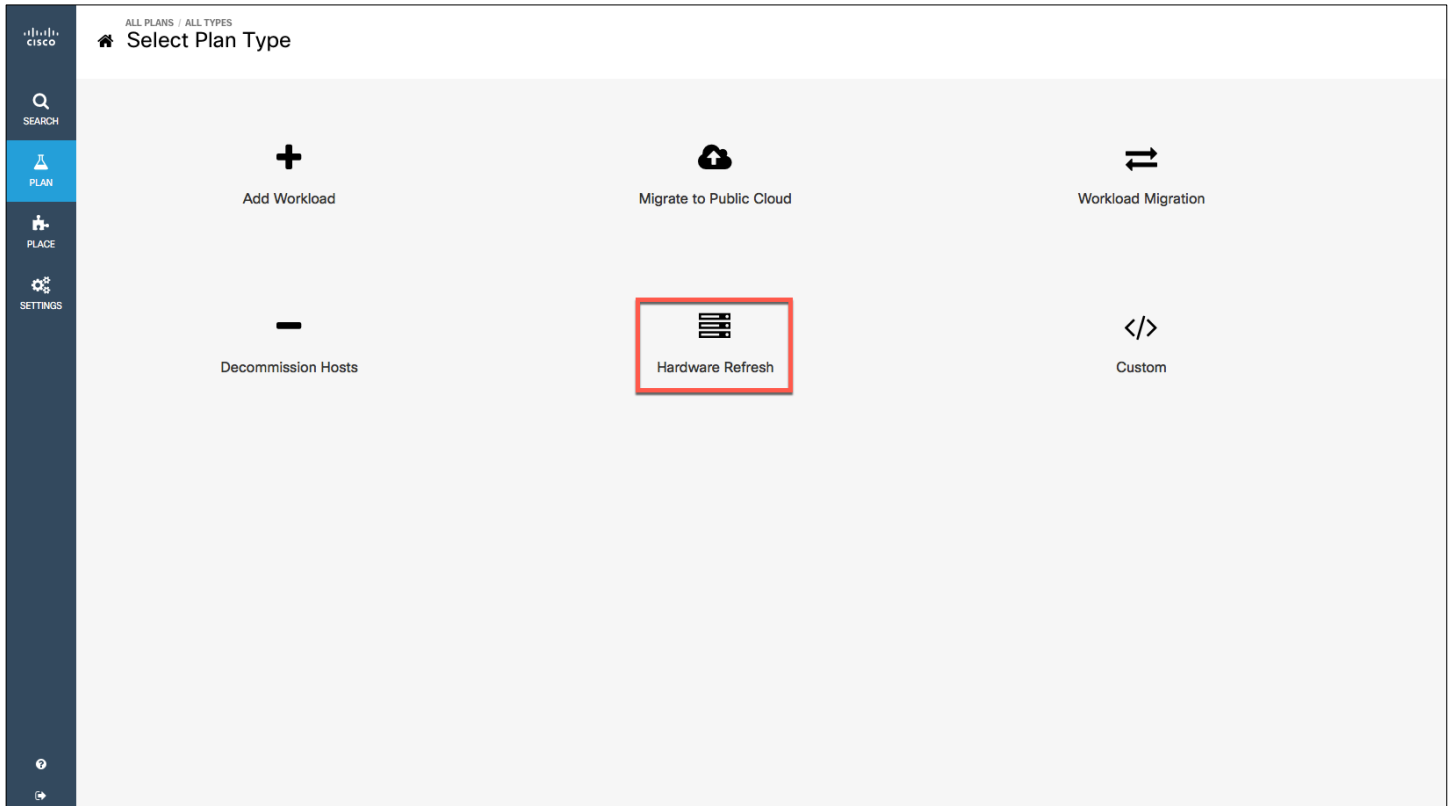 CISCO
ALL PLANS / ALL TYPES
Select Plan Type
SEARCH
PLAN
PLACE
SETTINGS
Add Workload
Migrate to Public Cloud
Workload Migration
Decommission Hosts
Hardware Refresh
Custom